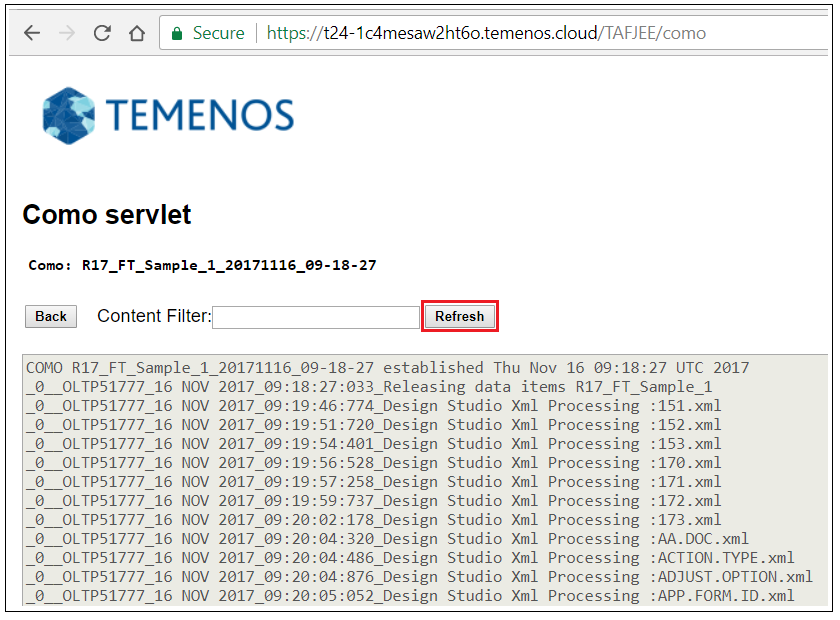 Secure https://t24-1c4mesaw2ht6o.temenos.cloud/TAFJEE/como
TEMENOS
Como servlet
Como: R17_FT_Sample_1_20171116_09-18-27
Back Content Filter: Refresh
COMO R17_FT_Sample_1_20171116_09-18-27 established Thu Nov 16 09:18:27 UTC 2017
_0__OLTP51777_16 NOV 2017_09:18:27:033_Releasing data items R17_FT_Sample_1
_0__OLTP51777_16 NOV 2017_09:19:46:774_Design Studio Xml Processing :151.xml
_0__OLTP51777_16 NOV 2017_09:19:51:720_Design Studio Xml Processing :152.xml
_0__OLTP51777_16 NOV 2017_09:19:54:401_Design Studio Xml Processing :153.xml
_0__OLTP51777_16 NOV 2017_09:19:56:528_Design Studio Xml Processing :170.xml
_0__OLTP51777_16 NOV 2017_09:19:57:258_Design Studio Xml Processing :171.xml
_0__OLTP51777_16 NOV 2017_09:19:59:737_Design Studio Xml Processing :172.xml
_0__OLTP51777_16 NOV 2017_09:20:02:178_Design Studio Xml Processing :173.xml
_0__OLTP51777_16 NOV 2017_09:20:04:320_Design Studio Xml Processing :AA.DOC.xml
_0__OLTP51777_16 NOV 2017_09:20:04:486_Design Studio Xml Processing :ACTION.TYPE.xml
_0__OLTP51777_16 NOV 2017_09:20:04:876_Design Studio Xml Processing :ADJUST.OPTION.xml
_0__OLTP51777_16 NOV 2017_09:20:05:052_Design Studio Xml Processing :APP.FORM.ID.xml